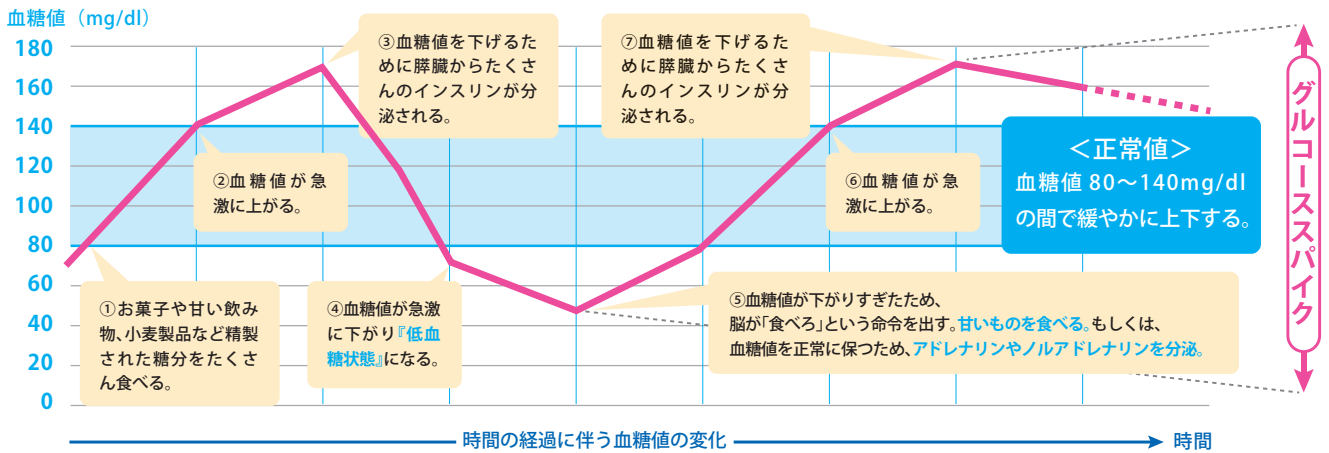 血糖値（mg/dl）
180
160
140
120
100
80
60
40
20
0
①お菓子や甘い飲み
物、小麦製品など精製
された糖分をたくさ
ん食べる。
②血糖値が急
激に上がる。
③血糖値を下げるた
めに膵臓からたくさ
んのインスリンが分
泌される。
④血糖値が急激
に下がり『低血
糖状態』になる。
⑤血糖値が下がりすぎたため、
脳が「食べろ」という命令を出す。甘いものを食べる。もしくは、
血糖値を正常に保つため、アドレナリンやノルアドレナリンを分泌。
⑥血糖値が急
激に上がる。
⑦血糖値を下げるた
めに膵臓からたくさ
んのインスリンが分
泌される。
＜正常値＞
血糖値 80〜140mg/dl
の間で緩やかに上下する。
グルコーススパイク
時間の経過に伴う血糖値の変化
時間